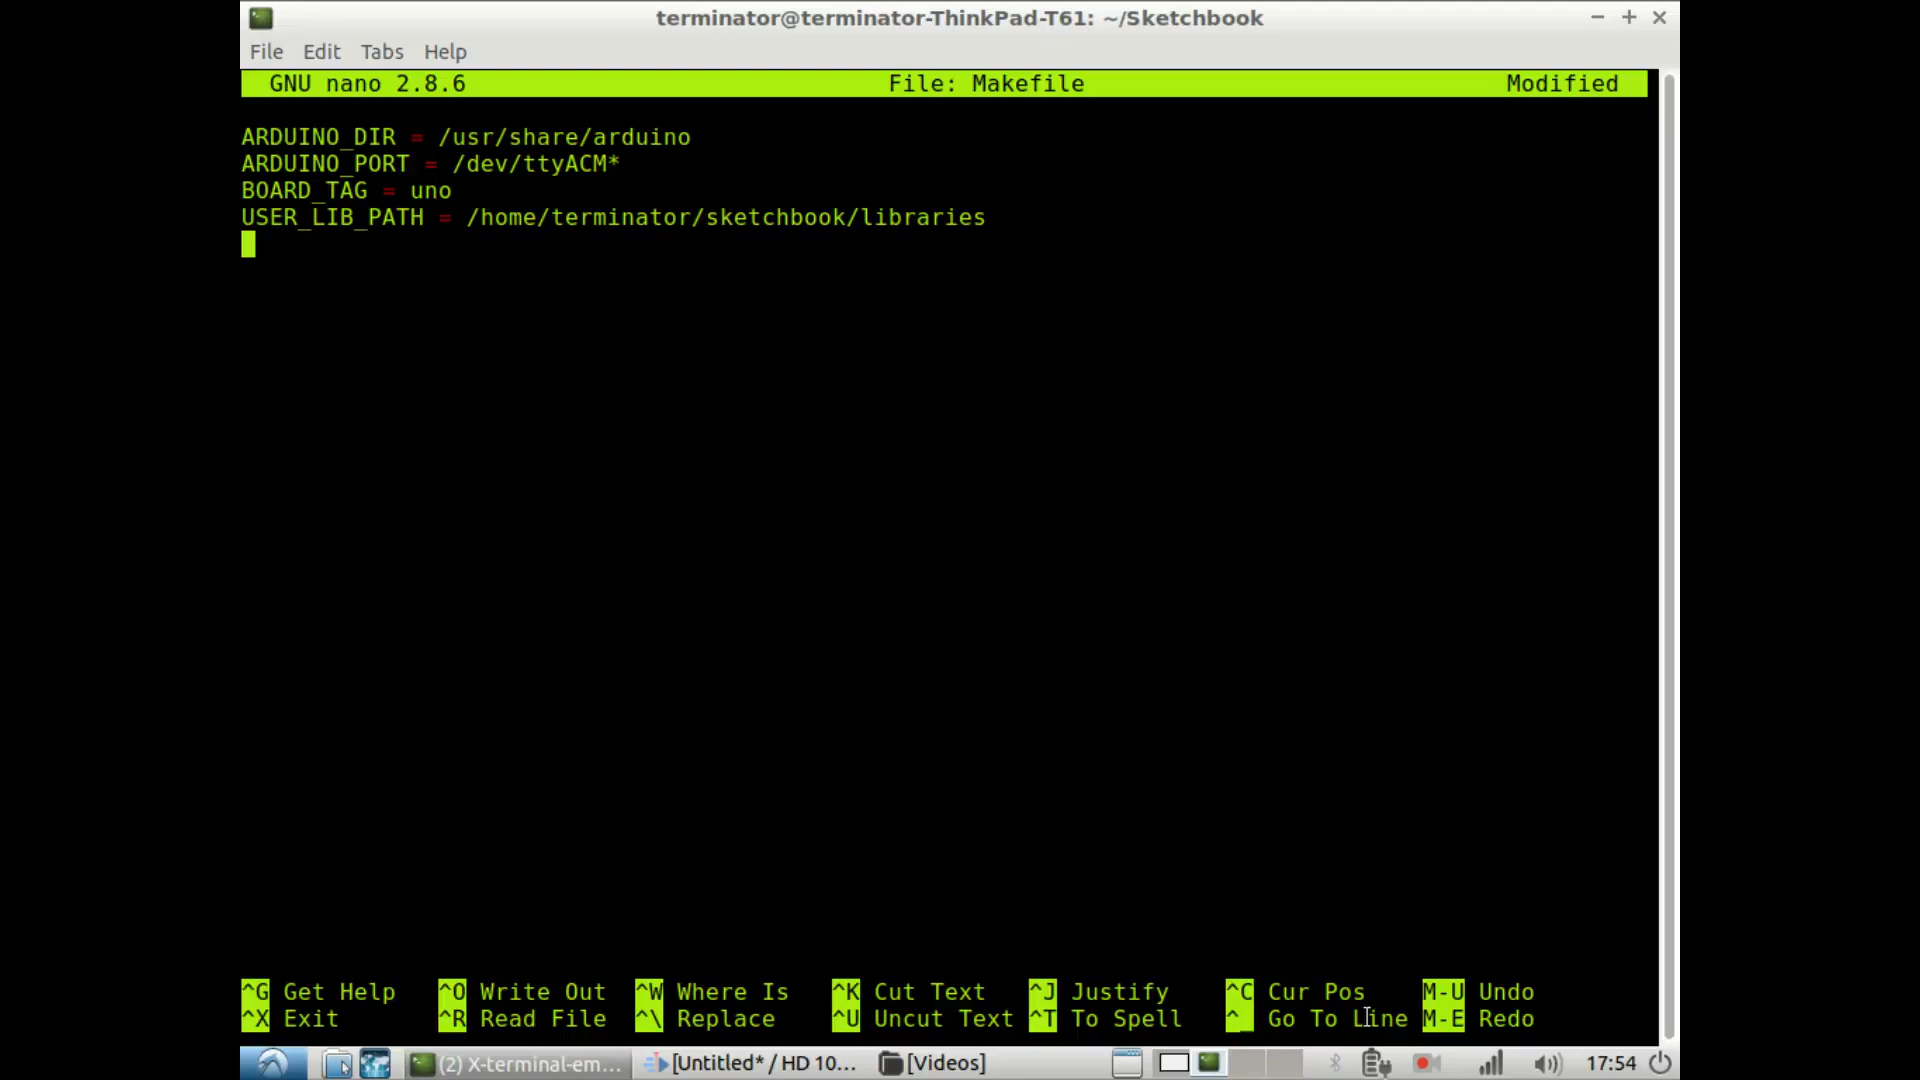 terminator@terminator-ThinkPad-T61: ~/Sketchbook
File Edit Tabs Help
GNU nano 2.8.6 File: Makefile Modified
ARDUINO_DIR = /usr/share/arduino
ARDUINO_PORT = /dev/ttyACM*
BOARD_TAG = uno
USER_LIB_PATH = /home/terminator/sketchbook/libraries
^G Get Help ^O Write Out ^W Where Is ^K Cut Text ^J Justify ^C Cur Pos M-U Undo
^X Exit ^R Read File ^\ Replace ^U Uncut Text ^T To Spell ^_ Go To Line M-E Redo
(2) X-terminal-em... [Untitled* / HD 10... [Videos] 17:54